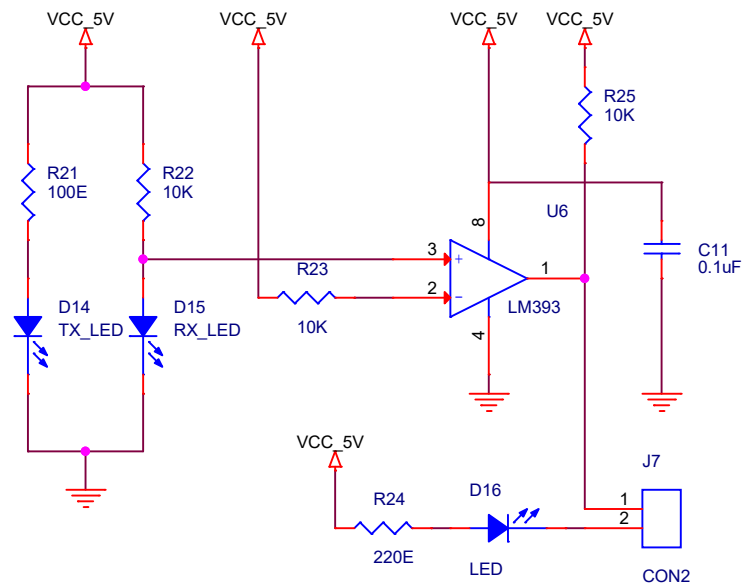 VCC_5V
VCC_5V
VCC_5V
VCC_5V
R21
100E
R22
10K
R25
10K
8
U6
C11
0.1uF
3
+
1
R23
2
−
LM393
10K
4
D14
TX_LED
D15
RX_LED
VCC_5V
J7
R24
D16
1
2
220E
LED
CON2